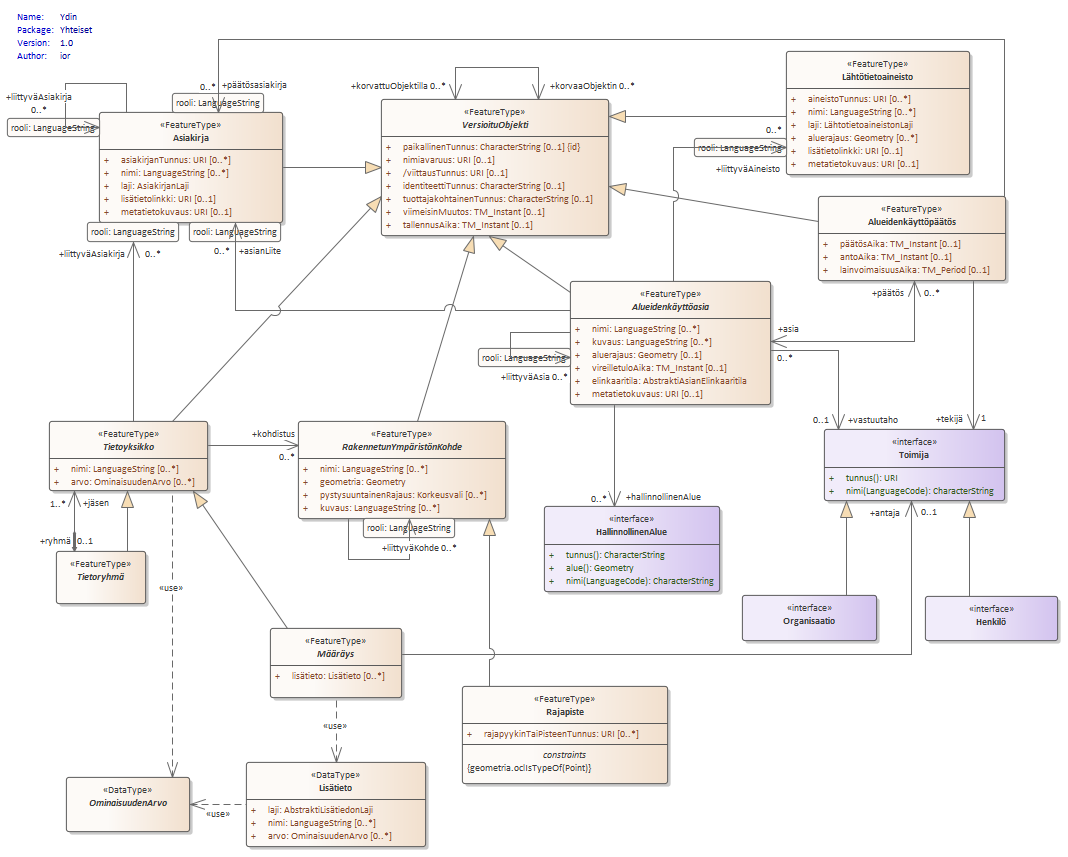 Name: Ydin
Package: Yhteiset
Version: 1.0
Author: ior
+liittyväAsiakirja
0..*
rooli: LanguageString
0..*
+päätösasiakirja
rooli: LanguageString
«FeatureType»
Asiakirja
+ asiakirjanTunnus: URI [0..*]
+ nimi: LanguageString [0..*]
+ laji: AsiakirjanLaji
+ lisätietolinkki: URI [0..1]
+ metatietokuvaus: URI [0..1]
rooli: LanguageString
rooli: LanguageString
+liittyväAsiakirja
0..*
0..*
+asianLiite
+korvattuObjektilla 0..*
+korvaaObjektin 0..*
«FeatureType»
VersioituObjekti
+ paikallinenTunnus: CharacterString [0..1] {id}
+ nimiavaruus: URI [0..1]
+ /viittausTunnus: URI [0..1]
+ identiteettiTunnus: CharacterString [0..1]
+ tuottajakohtainenTunnus: CharacterString [0..1]
+ viimeisinMuutos: TM_Instant [0..1]
+ tallennusAika: TM_Instant [0..1]
«FeatureType»
Lähtötietoaineisto
+ aineistoTunnus: URI [0..*]
+ nimi: LanguageString [0..*]
+ laji: LähtötietoaineistonLaji
+ aluerajaus: Geometry [0..*]
+ lisätietolinkki: URI [0..1]
+ metatietokuvaus: URI [0..1]
0..*
rooli: LanguageString
+liittyväAineisto
«FeatureType»
Alueidenkäyttöpäätös
+ päätösAika: TM_Instant [0..1]
+ antoAika: TM_Instant [0..1]
+ lainvoimaisuusAika: TM_Period [0..1]
+päätös
0..*
«FeatureType»
Alueidenkäyttöasia
+ nimi: LanguageString [0..*]
+ kuvaus: LanguageString [0..*]
+ aluerajaus: Geometry [0..1]
+ vireilletuloAika: TM_Instant [0..1]
+ elinkaaritila: AbstraktiAsianElinkaaritila
+ metatietokuvaus: URI [0..1]
rooli: LanguageString
+liittyväAsia 0..*
+asia
0..*
0..1
+vastuutaho
+tekijä
1
«FeatureType»
Tietoyksikko
+ nimi: LanguageString [0..*]
+ arvo: OminaisuudenArvo [0..*]
+kohdistus
0..*
«FeatureType»
RakennetunYmpäristönKohde
+ nimi: LanguageString [0..*]
+ geometria: Geometry
+ pystysuuntainenRajaus: Korkeusvali [0..*]
+ kuvaus: LanguageString [0..*]
rooli: LanguageString
+liittyväKohde 0..*
«interface»
Toimija
+ tunnus(): URI
+ nimi(LanguageCode): CharacterString
+antaja
0..1
0..*
+hallinnollinenAlue
«interface»
HallinnollinenAlue
+ tunnus(): CharacterString
+ alue(): Geometry
+ nimi(LanguageCode): CharacterString
1..*
+jäsen
+ryhmä
0..1
«FeatureType»
Tietoryhmä
«use»
«interface»
Organisaatio
«interface»
Henkilö
«FeatureType»
Määräys
+ lisätieto: Lisätieto [0..*]
«use»
«FeatureType»
Rajapiste
+ rajapyykinTaiPisteenTunnus: URI [0..*]
constraints
{geometria.oclIsTypeOf(Point)}
«DataType»
OminaisuudenArvo
«use»
«DataType»
Lisätieto
+ laji: AbstraktiLisätiedonLaji
+ nimi: LanguageString [0..*]
+ arvo: OminaisuudenArvo [0..*]